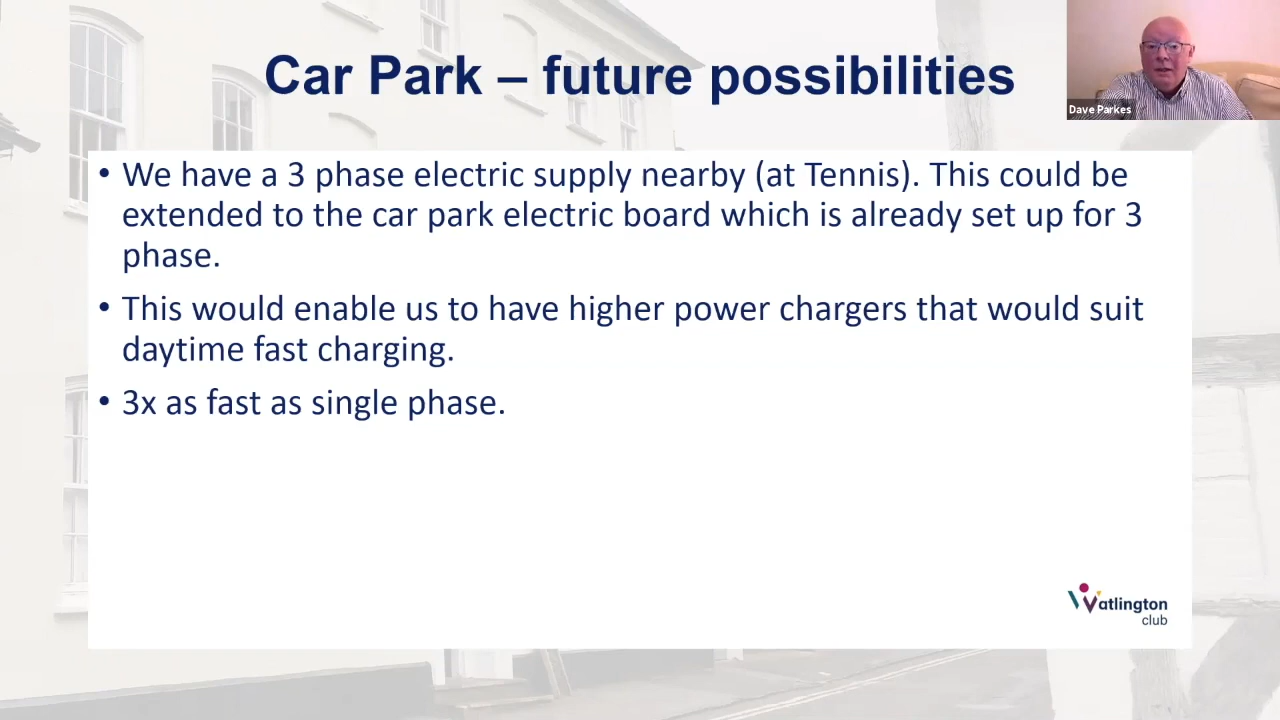 Car Park – future possibilities
Dave Parkes
• We have a 3 phase electric supply nearby (at Tennis). This could be
extended to the car park electric board which is already set up for 3
phase.
• This would enable us to have higher power chargers that would suit
daytime fast charging.
• 3x as fast as single phase.
Watlington
club